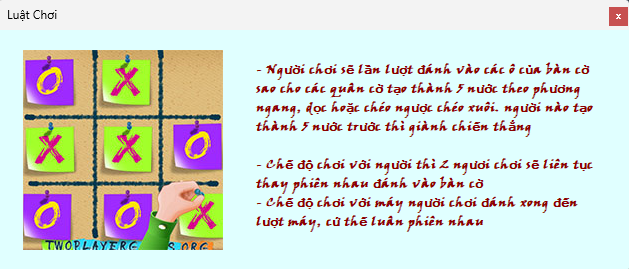 Luật Chơi
x
O X
X X O
O O X
TWOPLAYERG S.ORG
- Người chơi sẽ lần lượt đánh vào các ô của bàn cờ
sao cho các quân cờ tạo thành 5 nước theo phương
ngang, dọc hoặc chéo ngược chéo xuôi. người nào tạo
thành 5 nước trước thì giành chiến thắng
- Chế độ chơi với người thì 2 ngươi chơi sẽ liên tục
thay phiên nhau đánh vào bàn cờ
- Chế độ chơi với máy người chơi đánh xong đến
lượt máy, cứ thế luân phiên nhau